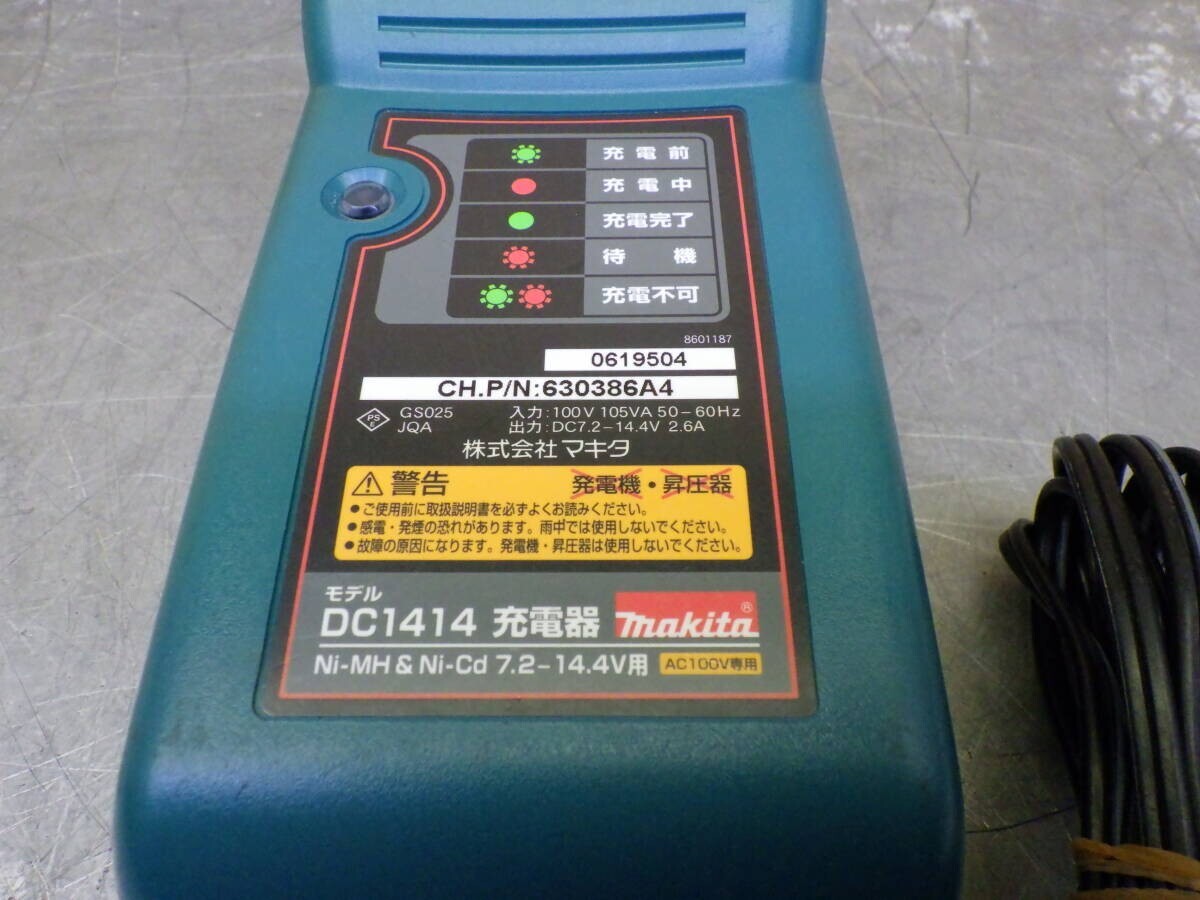 充電前
充電中
充電完了
待機
充電不可
8601187
0619504
CH.P/N:630386A4
PS
E
GS025
JQA
入力:100V 105VA 50-60Hz
出力:DC7.2-14.4V 2.6A
株式会社 マキタ
警告 発電機・昇圧器
●ご使用前に取扱説明書を必ずよくお読みください。
●感電・発煙の恐れがあります。雨中では使用しないでください。
●故障の原因になります。発電機・昇圧器は使用しないでください。
モデル
DC1414 充電器 makita®
Ni-MH & Ni-Cd 7.2-14.4V用 AC100V専用